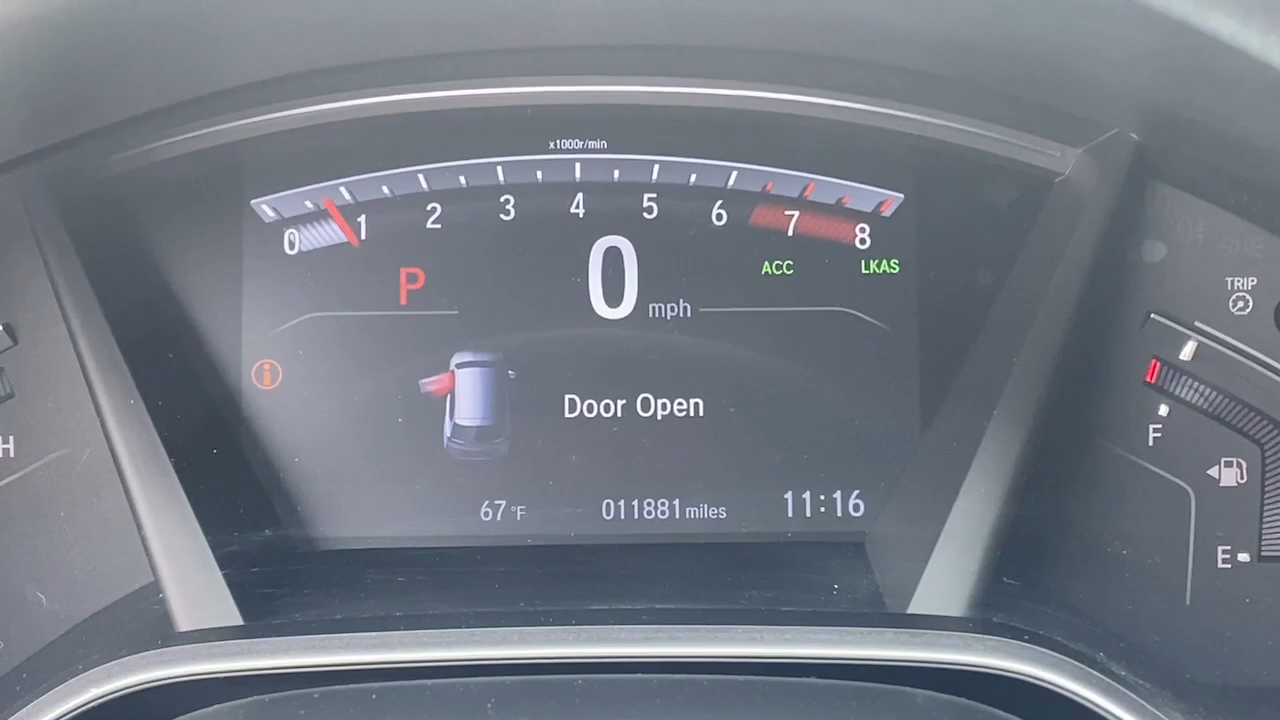 x1000r/min
0 1 2 3 4 5 6 7 8
P 0 mph ACC LKAS
TRIP
i
Door Open
F
H
67°F 011881 miles 11:16
E